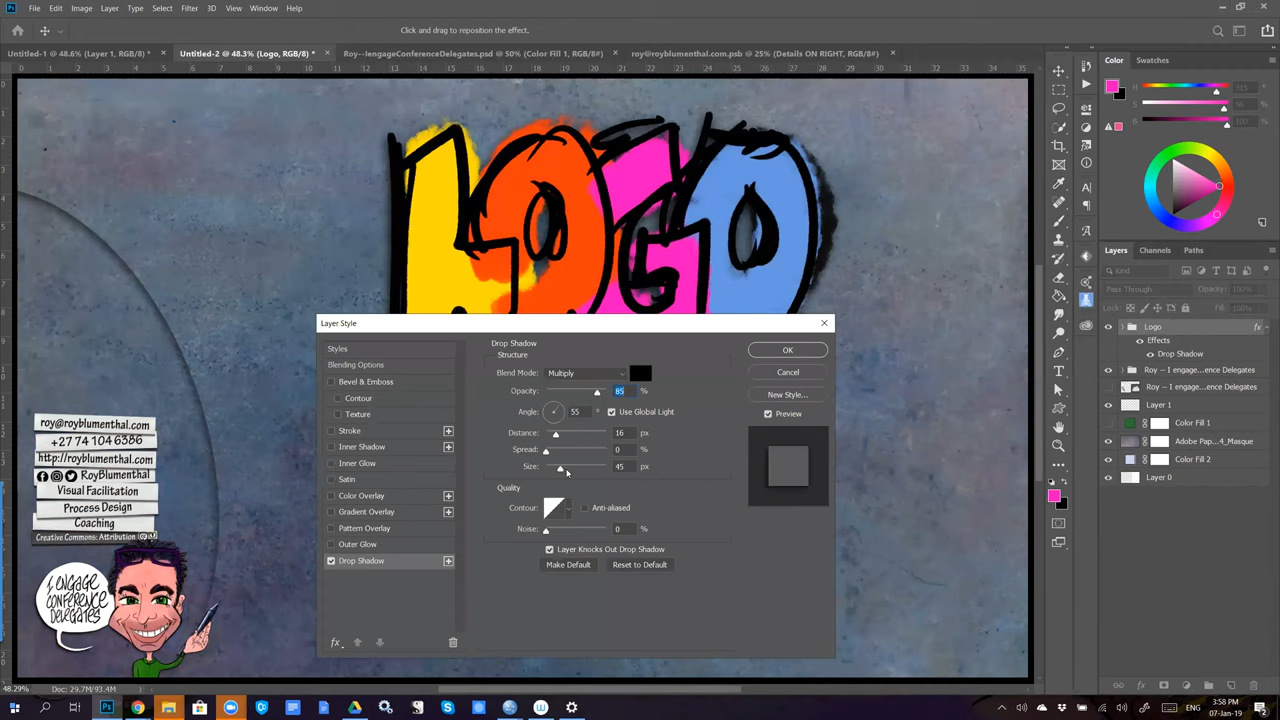 File Edit Image Layer Type Select Filter 3D View Window Help
Click and drag to reposition the effect.
Untitled-1 @ 48.6% (Layer 1, RGB/8) * ×
Untitled-2 @ 48.3% (Logo, RGB/8) * ×
Roy--IengageConferenceDelegates.psd @ 50% (Color Fill 1, RGB/8#) ×
roy@royblumenthal.com.psb @ 25% (Details ON RIGHT, RGB/8#) ×
LOGO
roy@royblumenthal.com
+27 74 104 6386
http://royblumenthal.com
RoyBlumenthal
Visual Facilitation
Process Design
Coaching
Creative Commons: Attribution
I ENGAGE
CONFERENCE
DELEGATES
Layer Style
Styles
Blending Options
Bevel & Emboss
Contour
Texture
Stroke
Inner Shadow
Inner Glow
Satin
Color Overlay
Gradient Overlay
Pattern Overlay
Outer Glow
Drop Shadow
fx
Drop Shadow
Structure
Blend Mode: Multiply
Opacity: 85 %
Angle: 55 ° Use Global Light
Distance: 16 px
Spread: 0 %
Size: 45 px
Quality
Contour: Anti-aliased
Noise: 0 %
Layer Knocks Out Drop Shadow
Make Default Reset to Default
OK
Cancel
New Style...
Preview
Color Swatches
H 315
S 96
B 100
Layers Channels Paths
Kind
Pass Through Opacity: 100%
Lock: Fill: 100%
Logo fx
Effects
Drop Shadow
Roy -- I engage ...ence Delegates
Roy -- I engage ...ence Delegates
Layer 1
Color Fill 1
Adobe Pap...4_Masque
Color Fill 2
Layer 0
48.29% Doc: 29.7M/93.4M
3:58 PM
07-Jan-19